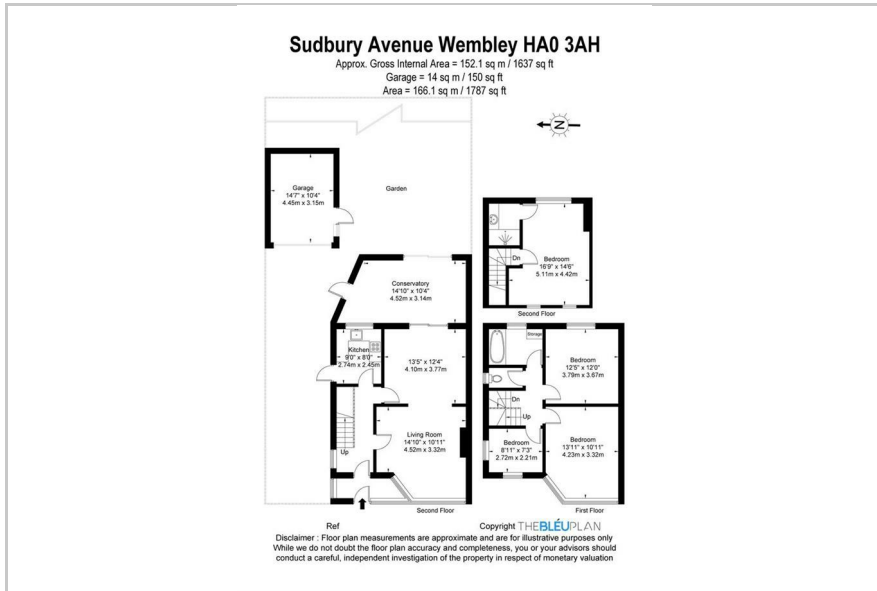 Sudbury Avenue Wembley HA0 3AH
Approx. Gross Internal Area = 152.1 sq m / 1637 sq ft
Garage = 14 sq m / 150 sq ft
Area = 166.1 sq m / 1787 sq ft
N
Garage
14'7" x 10'4"
4.45m x 3.15m
Garden
Conservatory
14'10" x 10'4"
4.52m x 3.14m
Kitchen
9'0" x 8'0"
2.74m x 2.45m
13'5" x 12'4"
4.10m x 3.77m
Living Room
14'10" x 10'11"
4.52m x 3.32m
Up
Second Floor
Dn
Bedroom
16'9" x 14'6"
5.11m x 4.42m
Second Floor
Storage
Bedroom
12'5" x 12'0"
3.79m x 3.67m
Dn
Up
Bedroom
8'11" x 7'3"
2.72m x 2.21m
Bedroom
13'11" x 10'11"
4.23m x 3.32m
First Floor
Ref
Copyright THEBLÉUPLAN
Disclaimer : Floor plan measurements are approximate and are for illustrative purposes only
While we do not doubt the floor plan accuracy and completeness, you or your advisors should
conduct a careful, independent investigation of the property in respect of monetary valuation